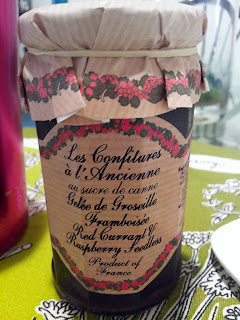 Les Confitures
à l'Ancienne
au sucre de canne
Gelée de Groseille
Framboisée
Red Currant &
Raspberry Seedless
Product of
France